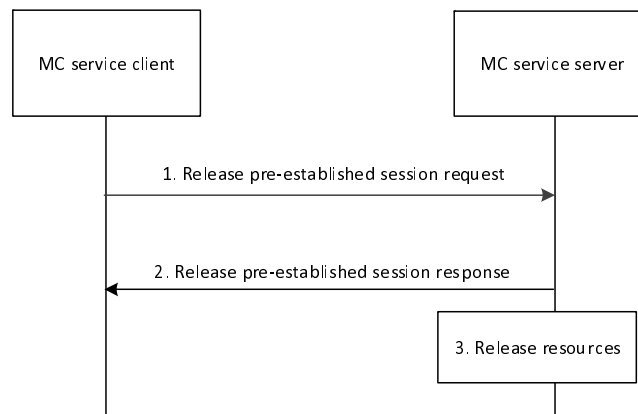 MC service client
MC service server
1. Release pre-established session request
2. Release pre-established session response
3. Release resources